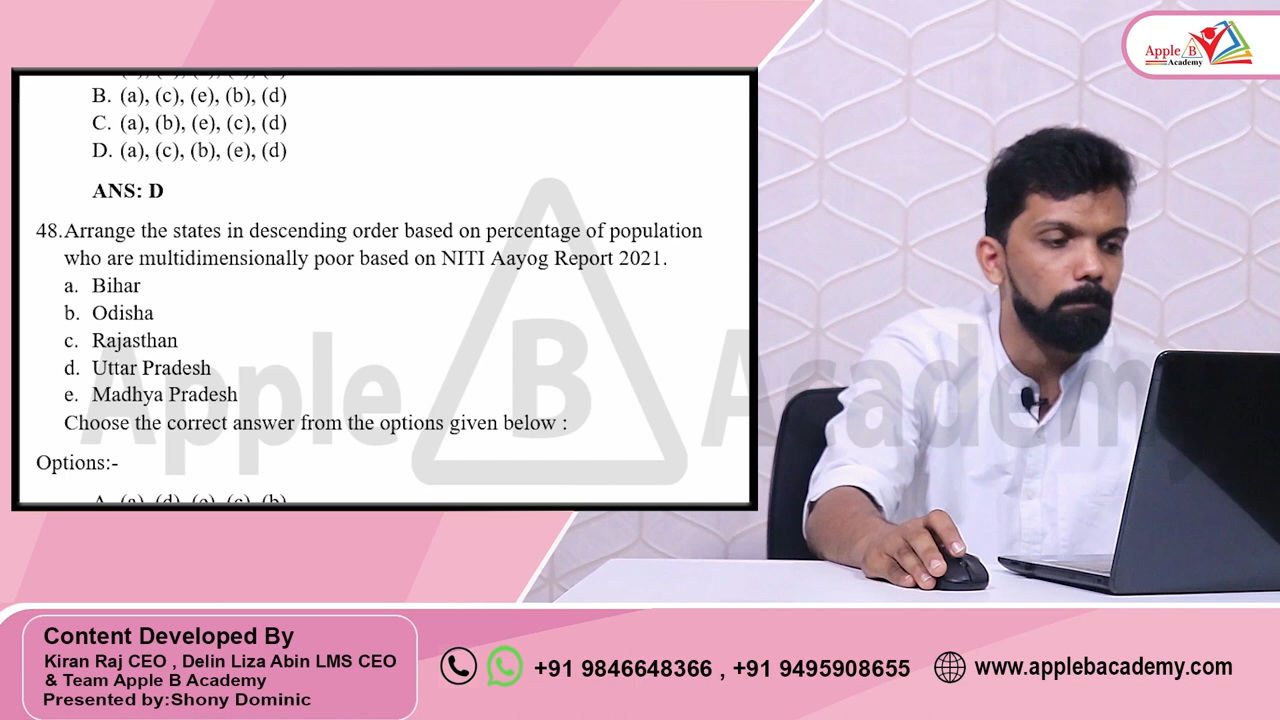 Apple B
Academy
B. (a), (c), (e), (b), (d)
C. (a), (b), (e), (c), (d)
D. (a), (c), (b), (e), (d)
ANS: D
48.Arrange the states in descending order based on percentage of population
who are multidimensionally poor based on NITI Aayog Report 2021.
a. Bihar
b. Odisha
c. Rajasthan
d. Uttar Pradesh
e. Madhya Pradesh
Choose the correct answer from the options given below :
Options:-
A. (a), (d), (e), (c), (b)
Apple B Academy
Content Developed By
Kiran Raj CEO , Delin Liza Abin LMS CEO
& Team Apple B Academy
Presented by:Shony Dominic
+91 9846648366 , +91 9495908655
www.applebacademy.com